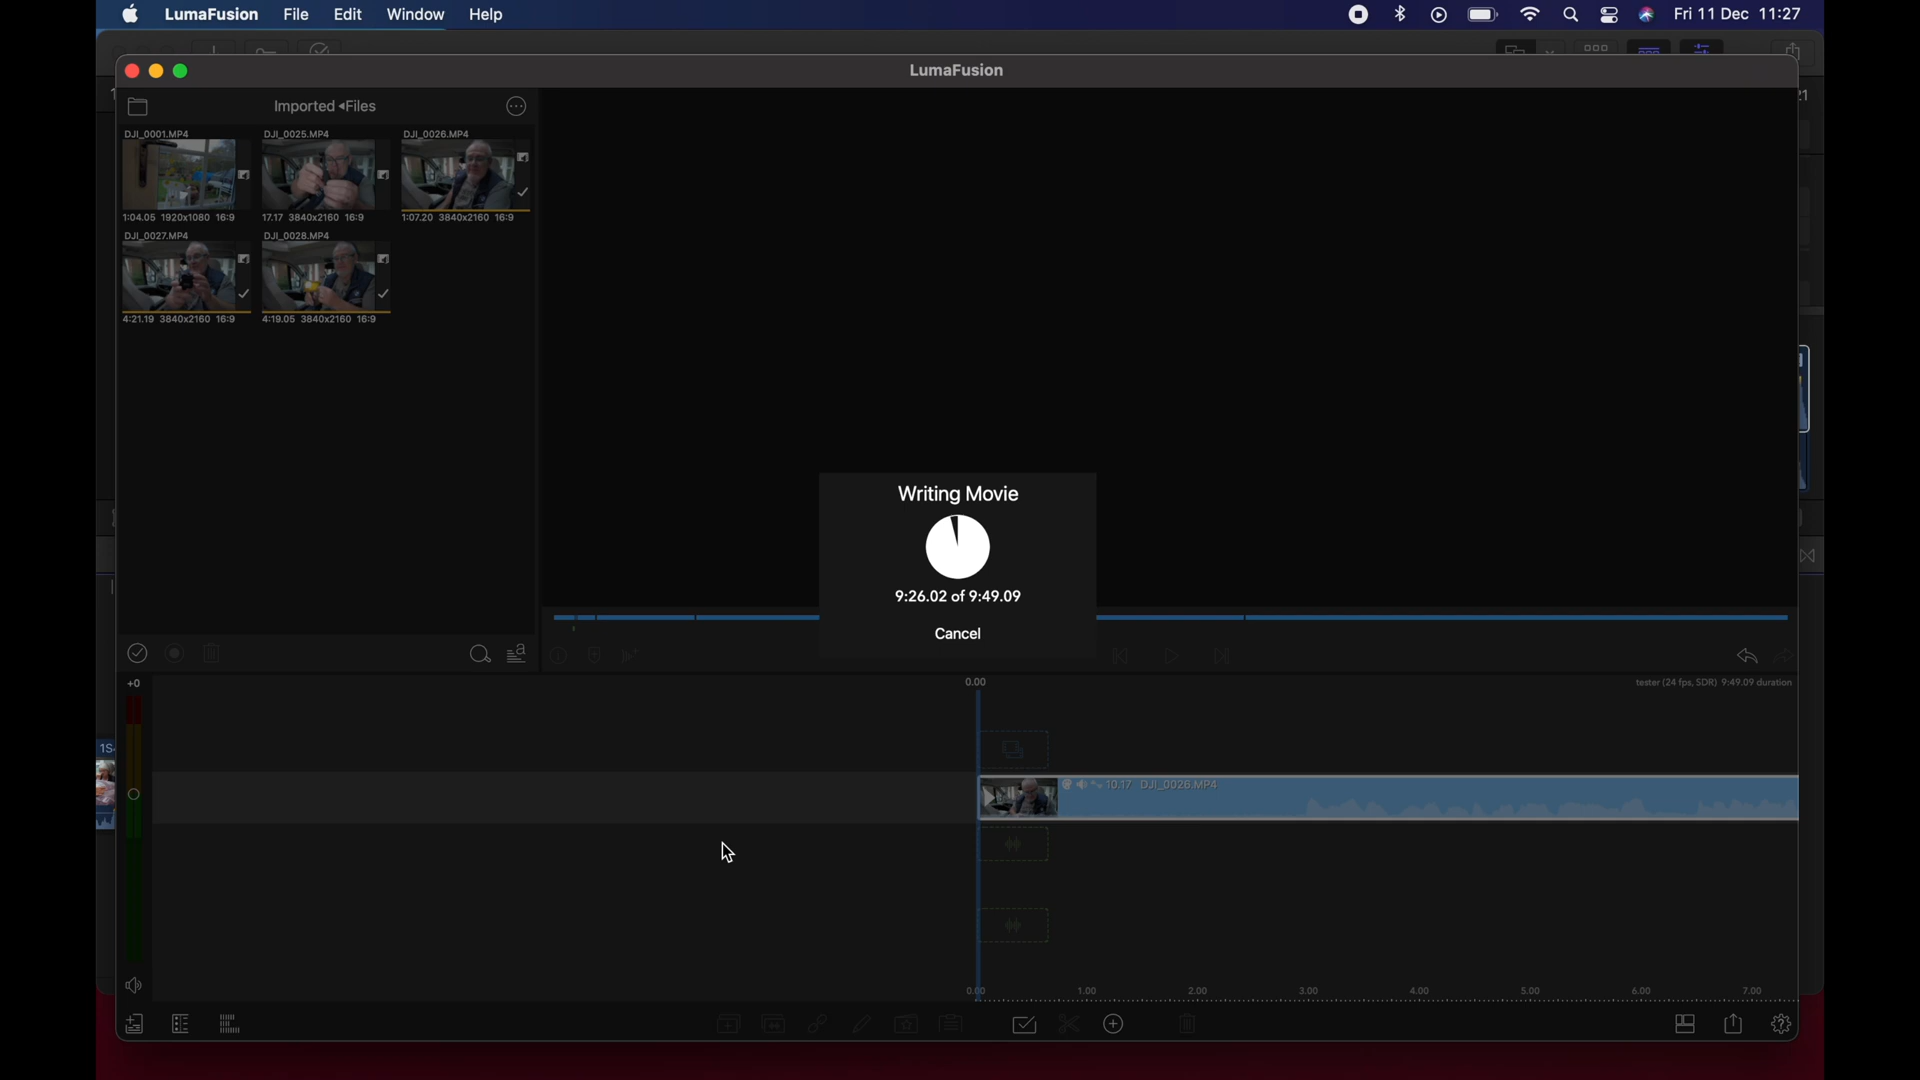 LumaFusion File Edit Window Help Fri 11 Dec 11:27
LumaFusion
Imported Files
DJI_0001.MP4 DJI_0025.MP4 DJI_0026.MP4
1:04.05 1920x1080 16:9 17.17 3840x2160 16:9 1:07.20 3840x2160 16:9
DJI_0027.MP4 DJI_0028.MP4
4:21.19 3840x2160 16:9 4:19.05 3840x2160 16:9
Writing Movie
9:26.02 of 9:49.09
Cancel
+0 0.00 tester (24 fps, SDR) 9:49.09 duration
10.17 DJI_0026.MP4
0.00 1.00 2.00 3.00 4.00 5.00 6.00 7.00